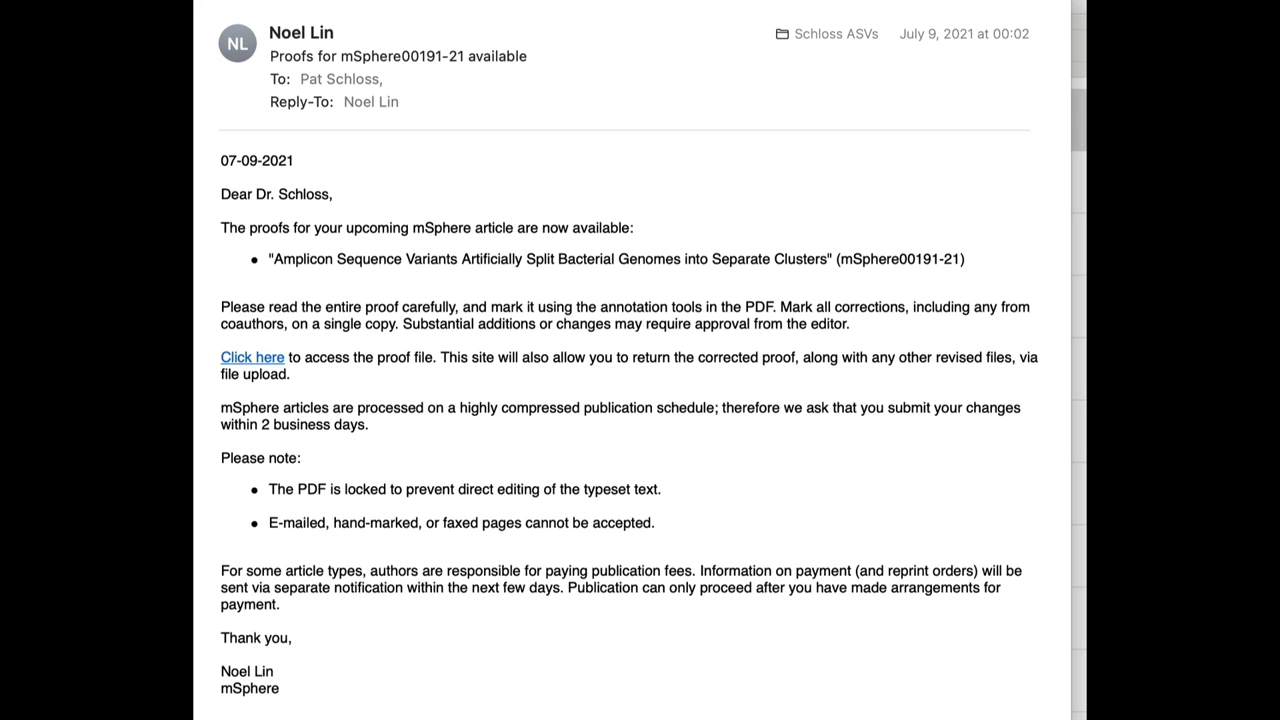 NL
Noel Lin
Schloss ASVs
July 9, 2021 at 00:02
Proofs for mSphere00191-21 available
To: Pat Schloss,
Reply-To: Noel Lin
07-09-2021
Dear Dr. Schloss,
The proofs for your upcoming mSphere article are now available:
• "Amplicon Sequence Variants Artificially Split Bacterial Genomes into Separate Clusters" (mSphere00191-21)
Please read the entire proof carefully, and mark it using the annotation tools in the PDF. Mark all corrections, including any from
coauthors, on a single copy. Substantial additions or changes may require approval from the editor.
Click here to access the proof file. This site will also allow you to return the corrected proof, along with any other revised files, via
file upload.
mSphere articles are processed on a highly compressed publication schedule; therefore we ask that you submit your changes
within 2 business days.
Please note:
• The PDF is locked to prevent direct editing of the typeset text.
• E-mailed, hand-marked, or faxed pages cannot be accepted.
For some article types, authors are responsible for paying publication fees. Information on payment (and reprint orders) will be
sent via separate notification within the next few days. Publication can only proceed after you have made arrangements for
payment.
Thank you,
Noel Lin
mSphere